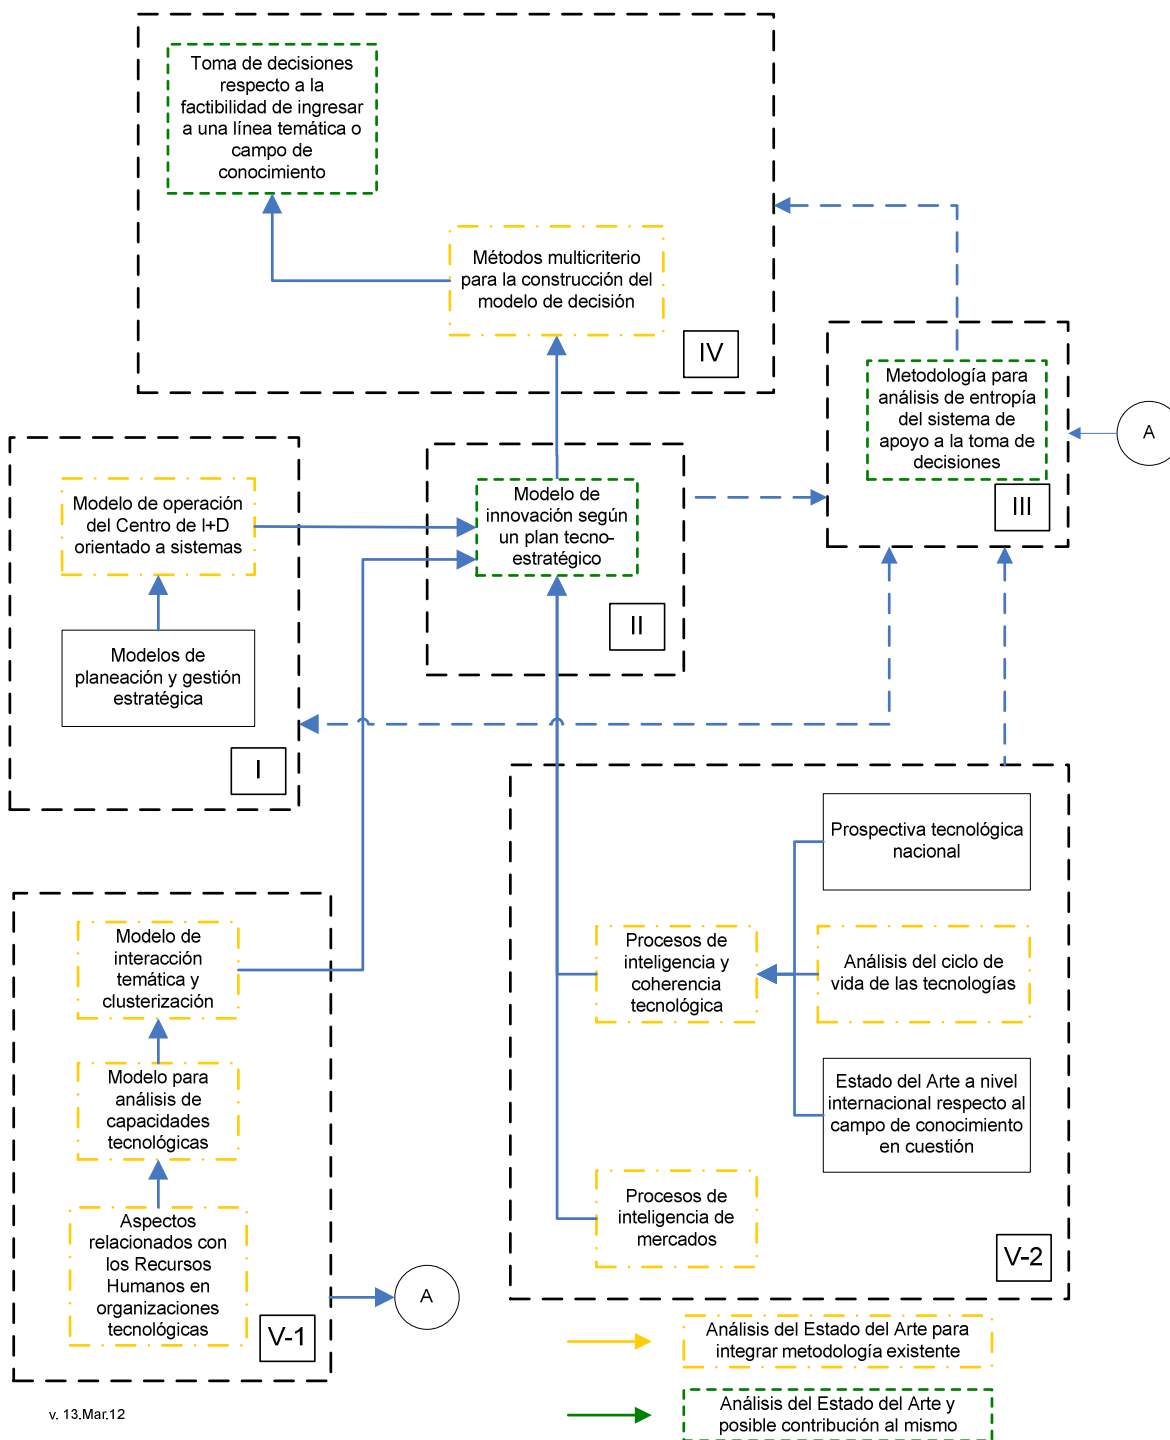 Toma de decisiones
respecto a la
factibilidad de ingresar
a una línea temática o
campo de
conocimiento
Métodos multicriterio
para la construcción del
modelo de decisión
IV
Metodología para
análisis de entropía
del sistema de
apoyo a la toma de
decisiones
III
A
Modelo de operación
del Centro de I+D
orientado a sistemas
Modelos de
planeación y gestión
estratégica
I
Modelo de
innovación según
un plan tecno-
estratégico
II
Modelo de
interacción
temática y
clusterización
Modelo para
análisis de
capacidades
tecnológicas
Aspectos
relacionados con
los Recursos
Humanos en
organizaciones
tecnológicas
V-1
A
Prospectiva tecnológica
nacional
Procesos de
inteligencia y
coherencia
tecnológica
Análisis del ciclo de
vida de las tecnologías
Estado del Arte a nivel
internacional respecto al
campo de conocimiento
en cuestión
Procesos de
inteligencia de
mercados
V-2
Análisis del Estado del Arte para
integrar metodología existente
Análisis del Estado del Arte y
posible contribución al mismo
v. 13.Mar.12